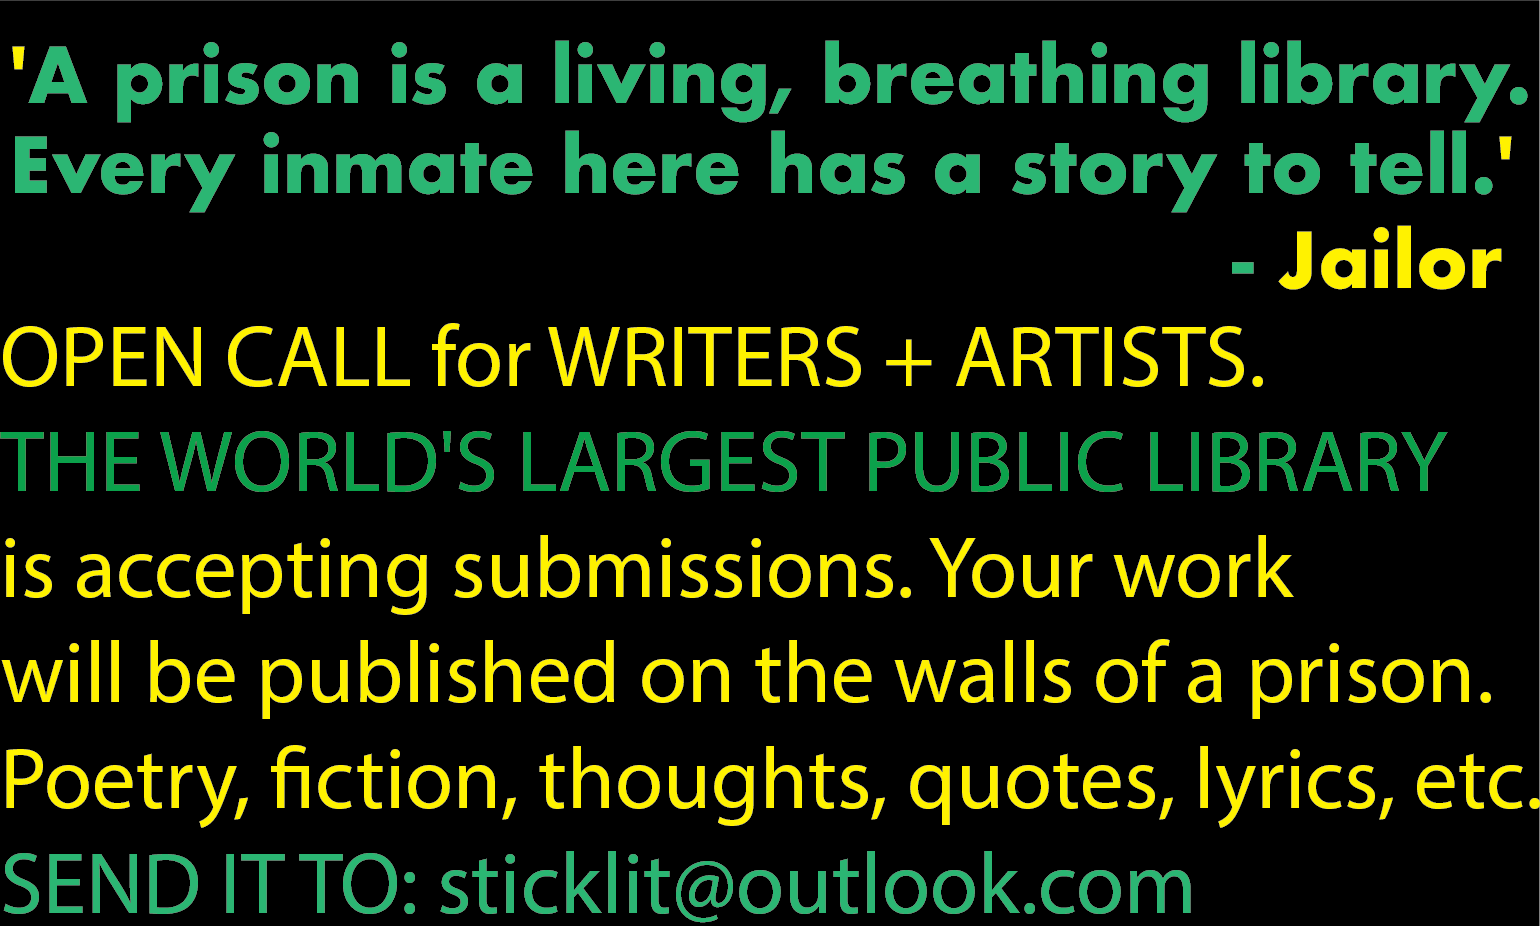 'A prison is a living, breathing library.
Every inmate here has a story to tell.'
- Jailor
OPEN CALL for WRITERS + ARTISTS.
THE WORLD'S LARGEST PUBLIC LIBRARY
is accepting submissions. Your work
will be published on the walls of a prison.
Poetry, fiction, thoughts, quotes, lyrics, etc.
SEND IT TO: sticklit@outlook.com